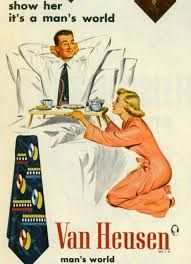 show her
it's a man's world
Van Heusen
man's world